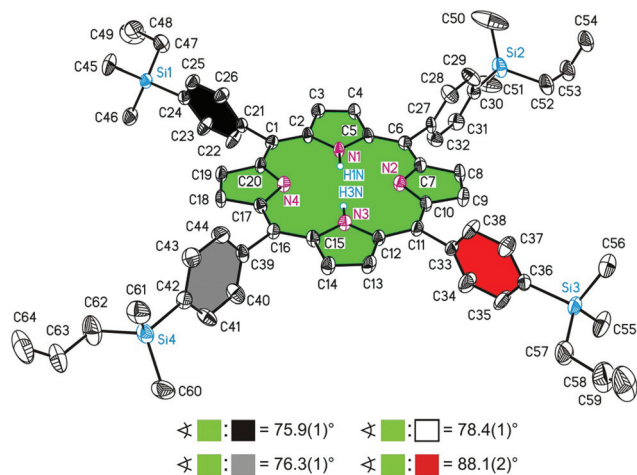 C48
C49
C47
C25
C45
Si1
C26
C24
C21
C46
C23
C22
C1
C2
C3
C4
C5
C6
C50
C54
C29
Si2
C28
C51
C30
C53
C52
C27
C31
C32
N1
H1N
H3N
N2
C7
C8
C9
C10
C19
C18
C20
N4
C17
C16
N3
C15
C12
C11
C14
C13
C44
C43
C39
C42
C40
C41
C61
C62
C64
C63
Si4
C60
C38
C37
C33
C36
C34
C35
C56
Si3
C55
C57
C58
C59
∢ : = 75.9(1)° ∢ : = 78.4(1)°
∢ : = 76.3(1)° ∢ : = 88.1(2)°